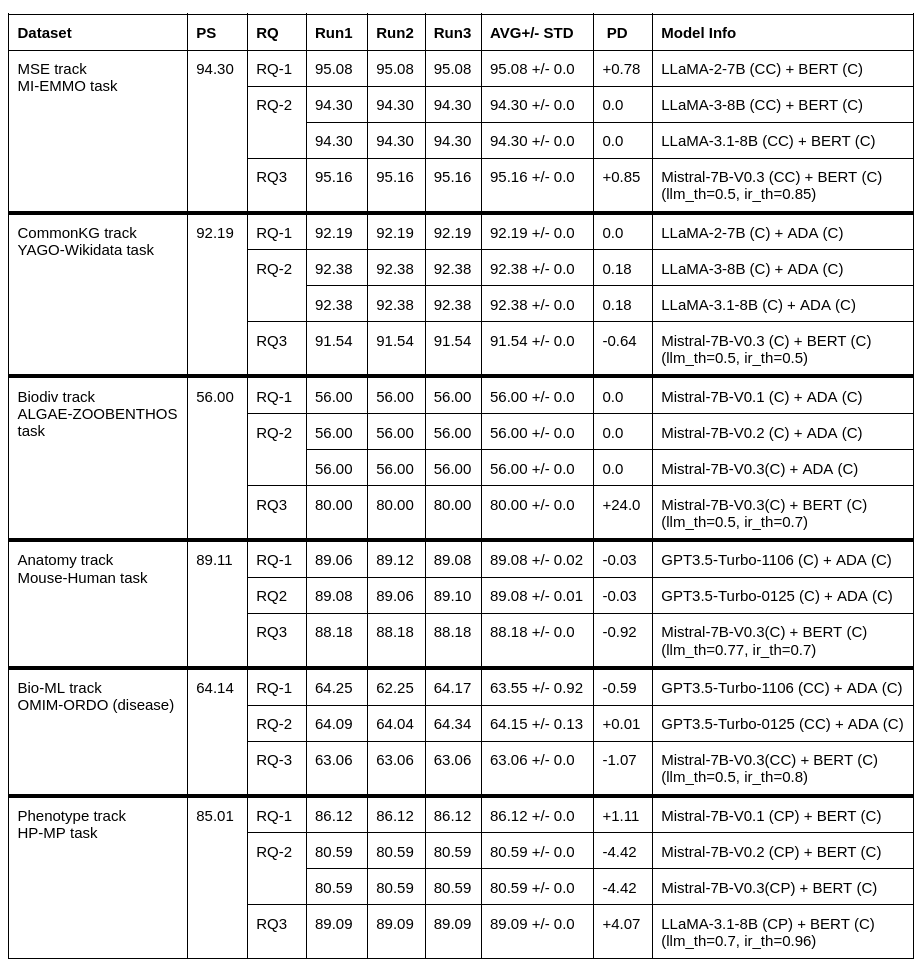 Dataset PS RQ Run1 Run2 Run3 AVG+/- STD PD Model Info
MSE track 94.30 RQ-1 95.08 95.08 95.08 95.08 +/- 0.0 +0.78 LLaMA-2-7B (CC) + BERT (C)
MI-EMMO task
RQ-2 94.30 94.30 94.30 94.30 +/- 0.0 0.0 LLaMA-3-8B (CC) + BERT (C)
94.30 94.30 94.30 94.30 +/- 0.0 0.0 LLaMA-3.1-8B (CC) + BERT (C)
RQ3 95.16 95.16 95.16 95.16 +/- 0.0 +0.85 Mistral-7B-V0.3 (CC) + BERT (C)
(llm_th=0.5, ir_th=0.85)
CommonKG track 92.19 RQ-1 92.19 92.19 92.19 92.19 +/- 0.0 0.0 LLaMA-2-7B (C) + ADA (C)
YAGO-Wikidata task
RQ-2 92.38 92.38 92.38 92.38 +/- 0.0 0.18 LLaMA-3-8B (C) + ADA (C)
92.38 92.38 92.38 92.38 +/- 0.0 0.18 LLaMA-3.1-8B (C) + ADA (C)
RQ3 91.54 91.54 91.54 91.54 +/- 0.0 -0.64 Mistral-7B-V0.3 (C) + BERT (C)
(llm_th=0.5, ir_th=0.5)
Biodiv track 56.00 RQ-1 56.00 56.00 56.00 56.00 +/- 0.0 0.0 Mistral-7B-V0.1 (C) + ADA (C)
ALGAE-ZOOBENTHOS
task
RQ-2 56.00 56.00 56.00 56.00 +/- 0.0 0.0 Mistral-7B-V0.2 (C) + ADA (C)
56.00 56.00 56.00 56.00 +/- 0.0 0.0 Mistral-7B-V0.3(C) + ADA (C)
RQ3 80.00 80.00 80.00 80.00 +/- 0.0 +24.0 Mistral-7B-V0.3(C) + BERT (C)
(llm_th=0.5, ir_th=0.7)
Anatomy track 89.11 RQ-1 89.06 89.12 89.08 89.08 +/- 0.02 -0.03 GPT3.5-Turbo-1106 (C) + ADA (C)
Mouse-Human task
RQ2 89.08 89.06 89.10 89.08 +/- 0.01 -0.03 GPT3.5-Turbo-0125 (C) + ADA (C)
RQ3 88.18 88.18 88.18 88.18 +/- 0.0 -0.92 Mistral-7B-V0.3(C) + BERT (C)
(llm_th=0.77, ir_th=0.7)
Bio-ML track 64.14 RQ-1 64.25 62.25 64.17 63.55 +/- 0.92 -0.59 GPT3.5-Turbo-1106 (CC) + ADA (C)
OMIM-ORDO (disease)
RQ-2 64.09 64.04 64.34 64.15 +/- 0.13 +0.01 GPT3.5-Turbo-0125 (CC) + ADA (C)
RQ-3 63.06 63.06 63.06 63.06 +/- 0.0 -1.07 Mistral-7B-V0.3(CC) + BERT (C)
(llm_th=0.5, ir_th=0.8)
Phenotype track 85.01 RQ-1 86.12 86.12 86.12 86.12 +/- 0.0 +1.11 Mistral-7B-V0.1 (CP) + BERT (C)
HP-MP task
RQ-2 80.59 80.59 80.59 80.59 +/- 0.0 -4.42 Mistral-7B-V0.2 (CP) + BERT (C)
80.59 80.59 80.59 80.59 +/- 0.0 -4.42 Mistral-7B-V0.3(CP) + BERT (C)
RQ3 89.09 89.09 89.09 89.09 +/- 0.0 +4.07 LLaMA-3.1-8B (CP) + BERT (C)
(llm_th=0.7, ir_th=0.96)